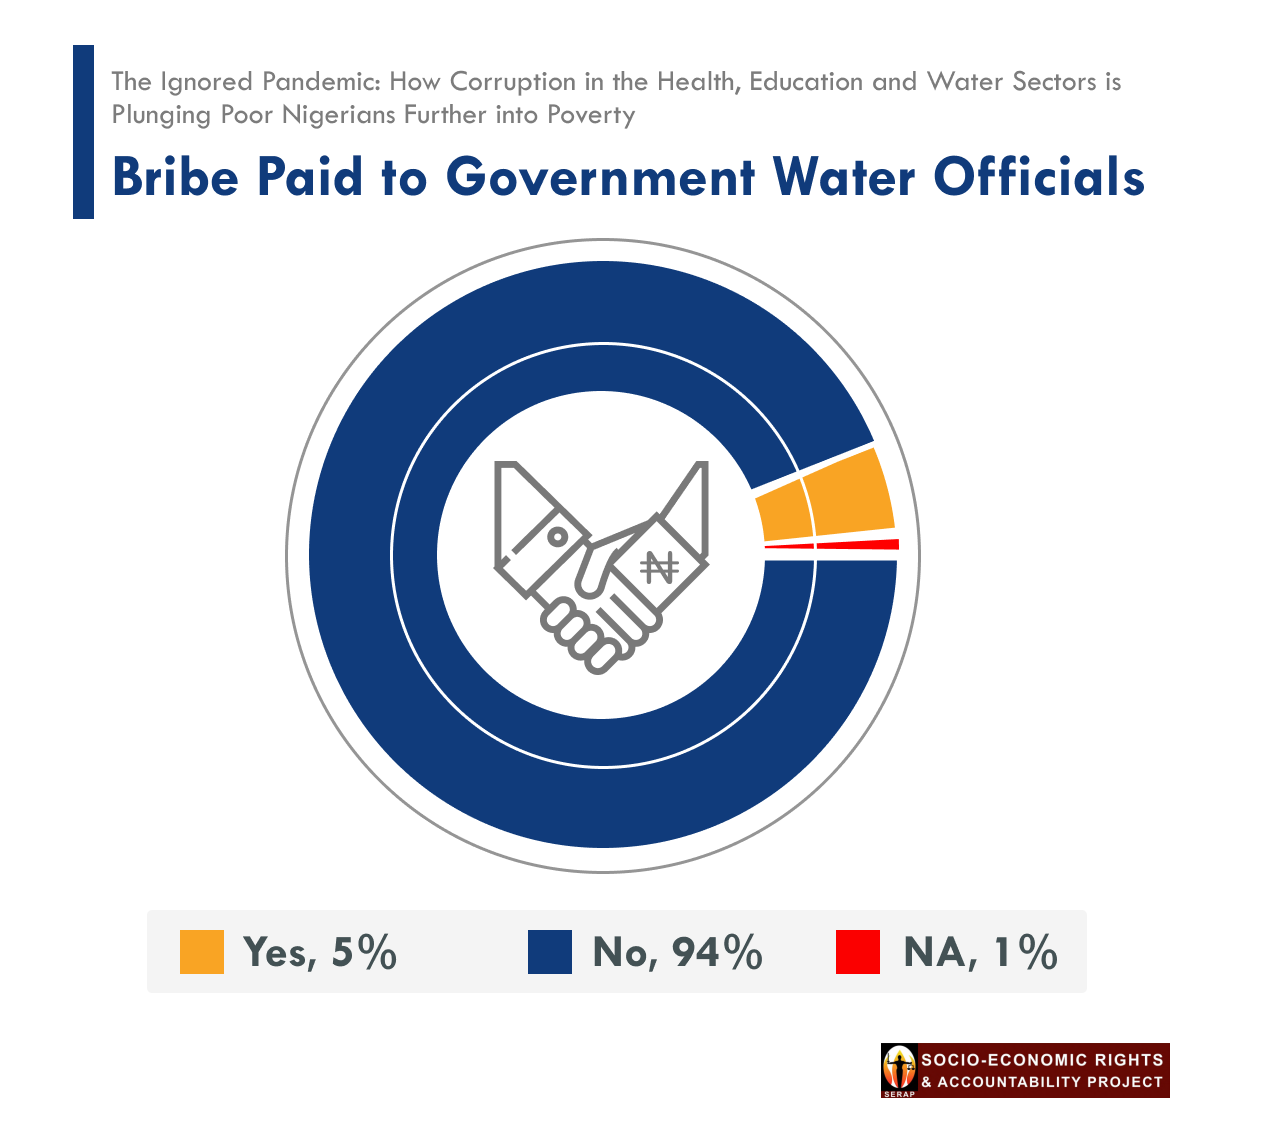 The Ignored Pandemic: How Corruption in the Health, Education and Water Sectors is
Plunging Poor Nigerians Further into Poverty
Bribe Paid to Government Water Officials
₦
Yes, 5%
No, 94%
NA, 1%
SOCIO-ECONOMIC RIGHTS
& ACCOUNTABILITY PROJECT
SERAP